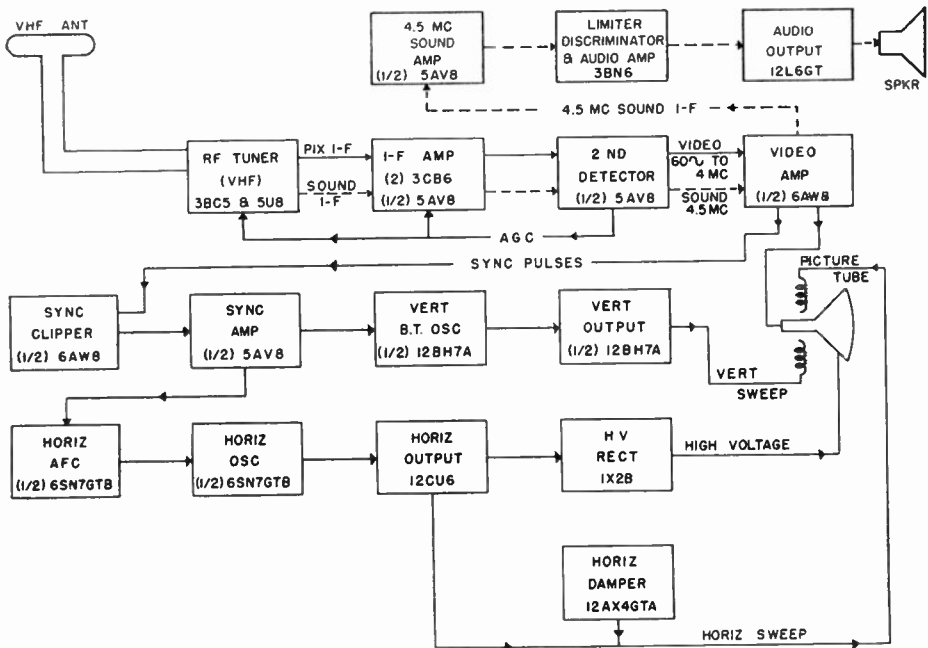 VHF ANT
4.5 MC
SOUND
AMP
(1/2) 5AV8
LIMITER
DISCRIMINATOR
& AUDIO AMP
3BN6
AUDIO
OUTPUT
12L6GT
SPKR
4.5 MC SOUND I-F
RF TUNER
(VHF)
3BC5 & 5U8
PIX I-F
SOUND
I-F
I-F AMP
(2) 3CB6
(1/2) 5AV8
2 ND
DETECTOR
(1/2) 5AV8
VIDEO
60∿ TO
4 MC
SOUND
4.5MC
VIDEO
AMP
(1/2) 6AW8
AGC
SYNC PULSES
PICTURE
TUBE
SYNC
CLIPPER
(1/2) 6AW8
SYNC
AMP
(1/2) 5AV8
VERT
B.T. OSC
(1/2) 12BH7A
VERT
OUTPUT
(1/2) 12BH7A
VERT
SWEEP
HORIZ
AFC
(1/2) 6SN7GTB
HORIZ
OSC
(1/2) 6SN7GTB
HORIZ
OUTPUT
12CU6
H V
RECT
1X2B
HIGH VOLTAGE
HORIZ
DAMPER
12AX4GTA
HORIZ SWEEP